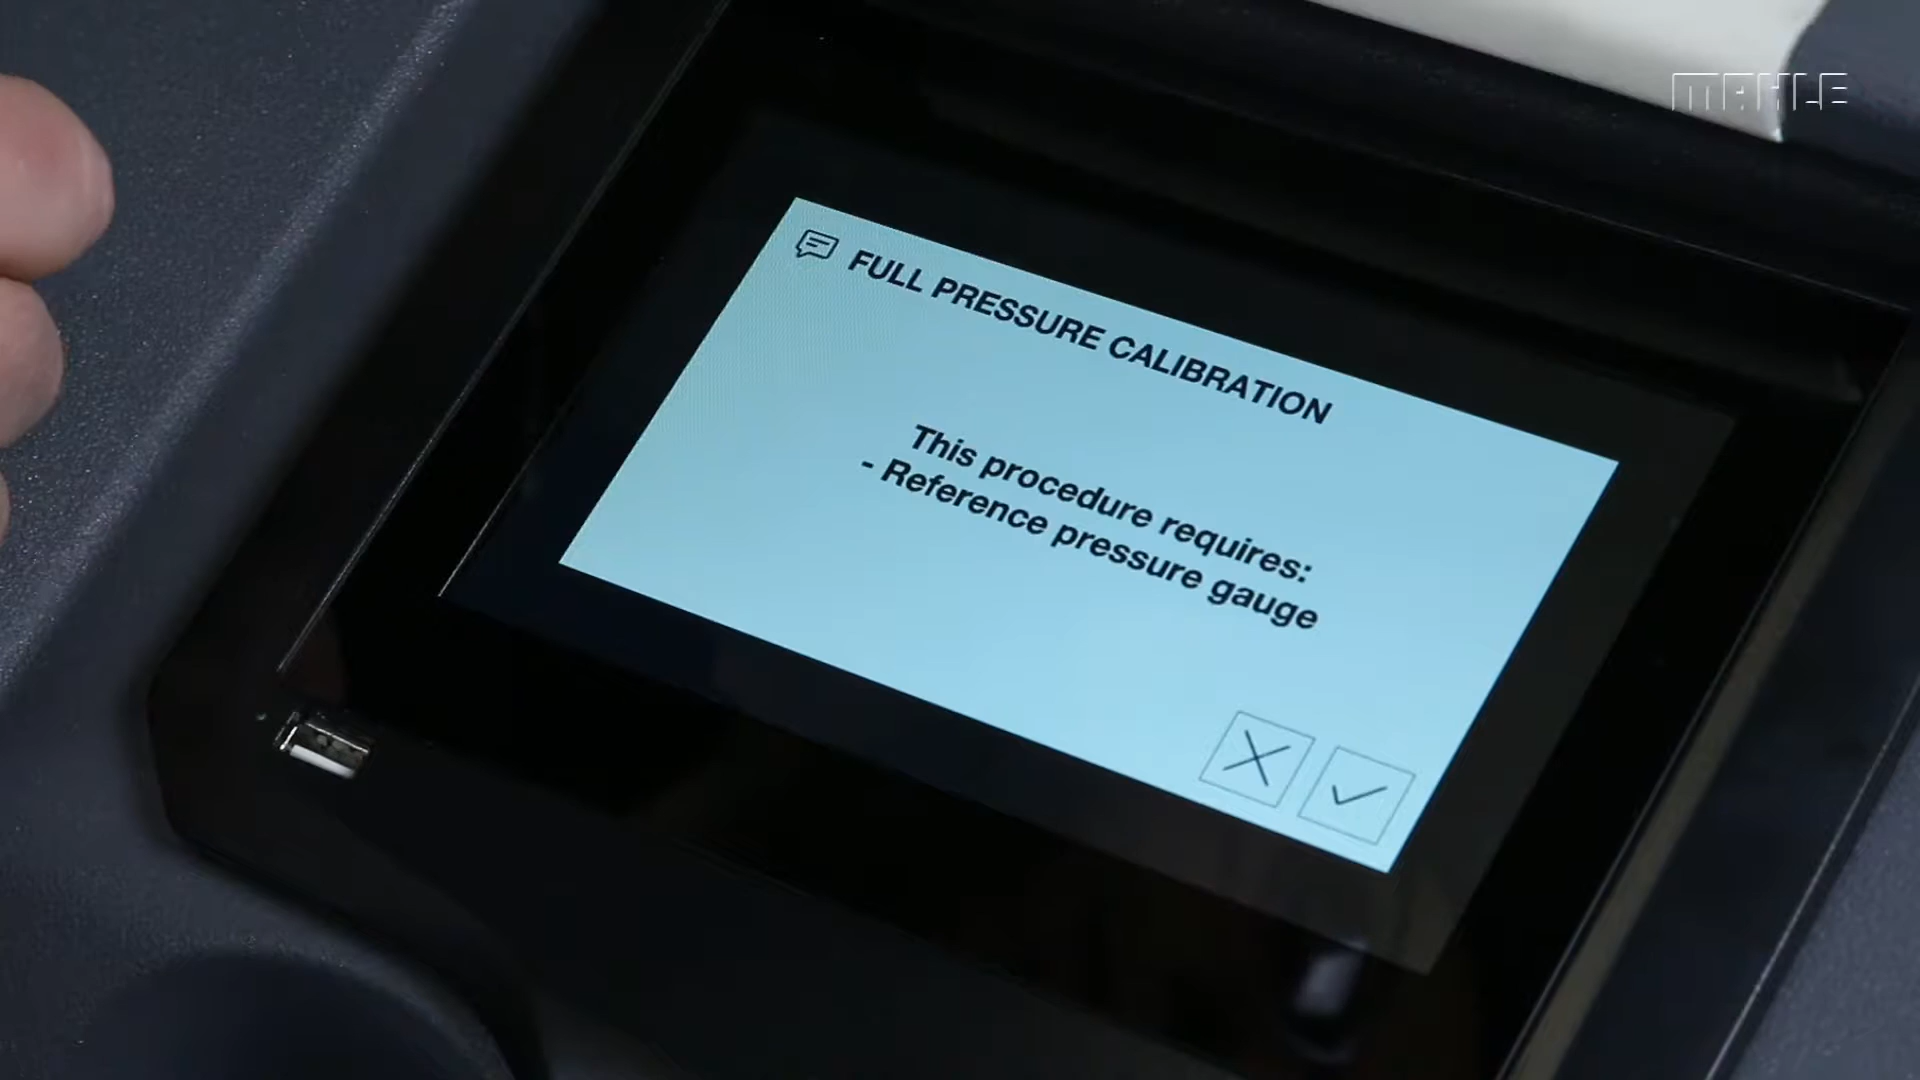 MAHLE
FULL PRESSURE CALIBRATION
This procedure requires:
- Reference pressure gauge